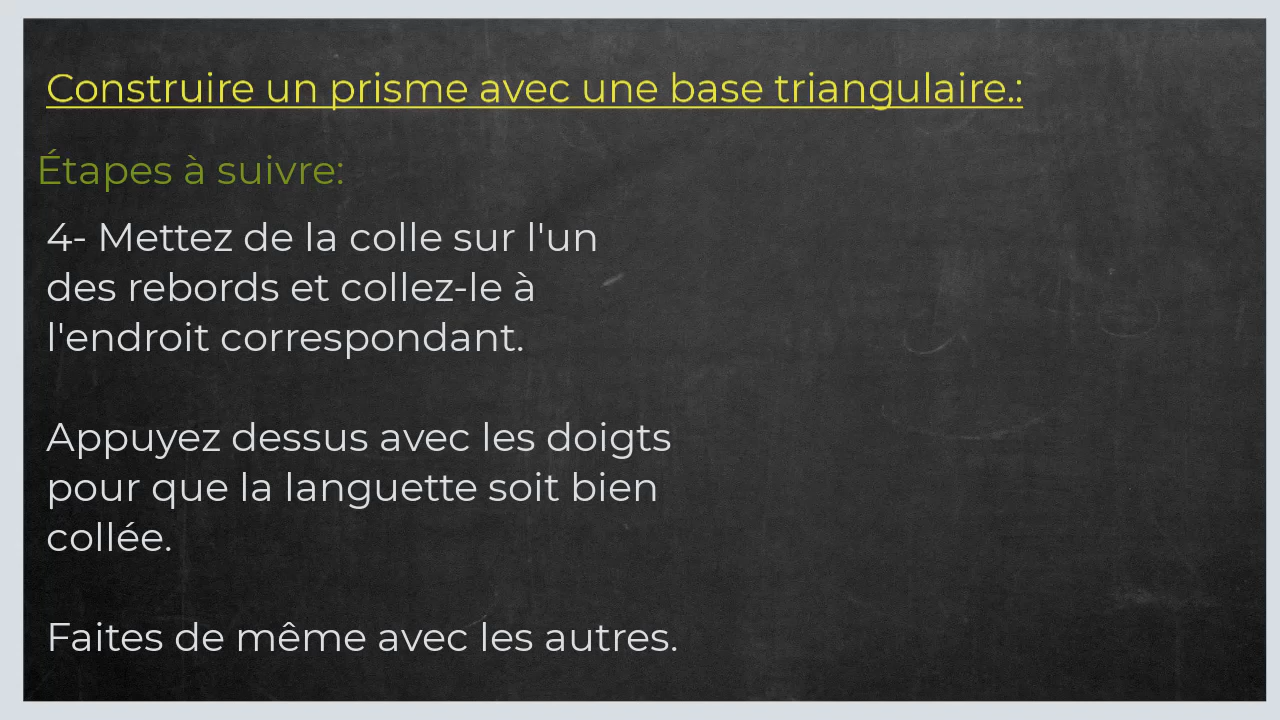 Construire un prisme avec une base triangulaire.:
Étapes à suivre:
4- Mettez de la colle sur l'un
des rebords et collez-le à
l'endroit correspondant.
Appuyez dessus avec les doigts
pour que la languette soit bien
collée.
Faites de même avec les autres.